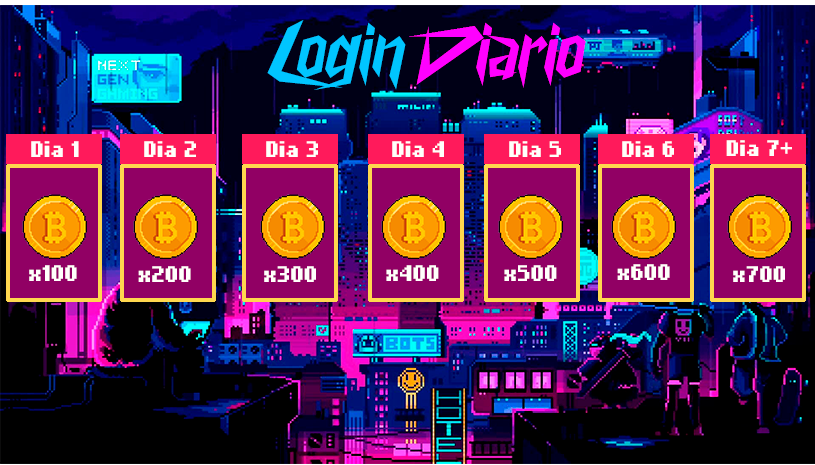 Login Diario
NEXT
GEN
GAMING
Dia 1
Dia 2
Dia 3
Dia 4
Dia 5
Dia 6
Dia 7+
x100
x200
x300
x400
x500
x600
x700
BOTS
HOTE